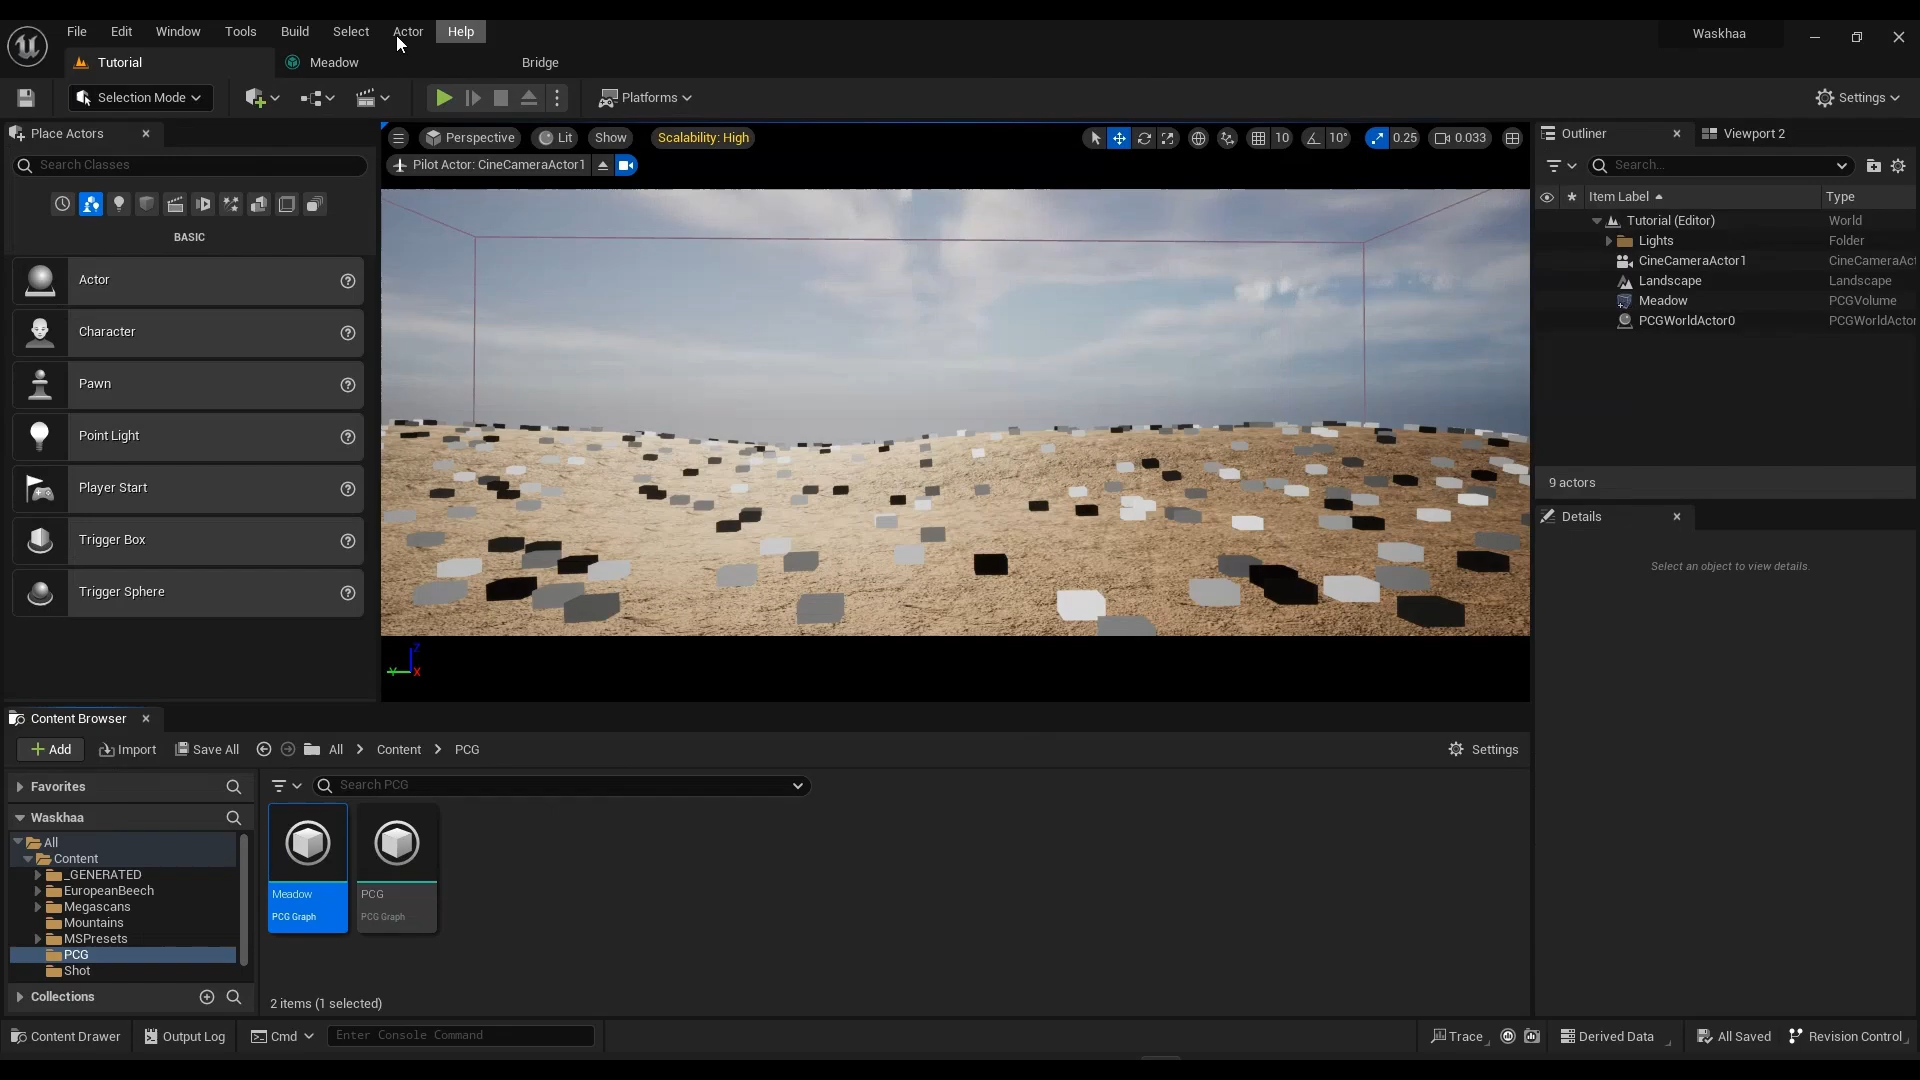 File Edit Window Tools Build Select Actor Help
Waskhaa
Tutorial Meadow Bridge
Selection Mode Platforms Settings
Place Actors
Search Classes
BASIC
Actor
Character
Pawn
Point Light
Player Start
Trigger Box
Trigger Sphere
Perspective Lit Show Scalability: High 10 10° 0.25 0.033
Pilot Actor: CineCameraActor1
Z
Y X
Outliner Viewport 2
Search...
Item Label Type
Tutorial (Editor) World
Lights Folder
CineCameraActor1 CineCameraAct
Landscape Landscape
Meadow PCGVolume
PCGWorldActor0 PCGWorldActor
9 actors
Details
Select an object to view details.
Content Browser
Add Import Save All All Content PCG Settings
Favorites
Waskhaa
All
Content
_GENERATED
EuropeanBeech
Megascans
Mountains
MSPresets
PCG
Shot
Collections
Search PCG
Meadow
PCG Graph
PCG
PCG Graph
2 items (1 selected)
Content Drawer Output Log Cmd Enter Console Command Trace Derived Data All Saved Revision Control